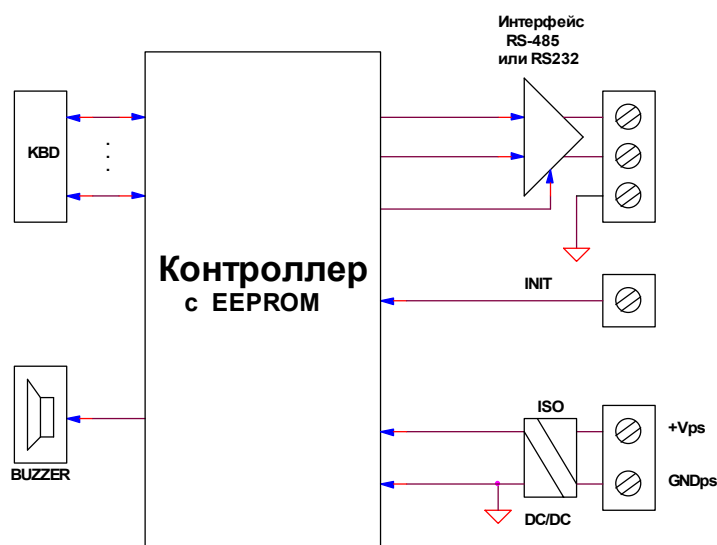 Интерфейс
RS-485
или RS232
KBD
Контроллер
с EEPROM
INIT
BUZZER
ISO
+Vps
GNDps
DC/DC